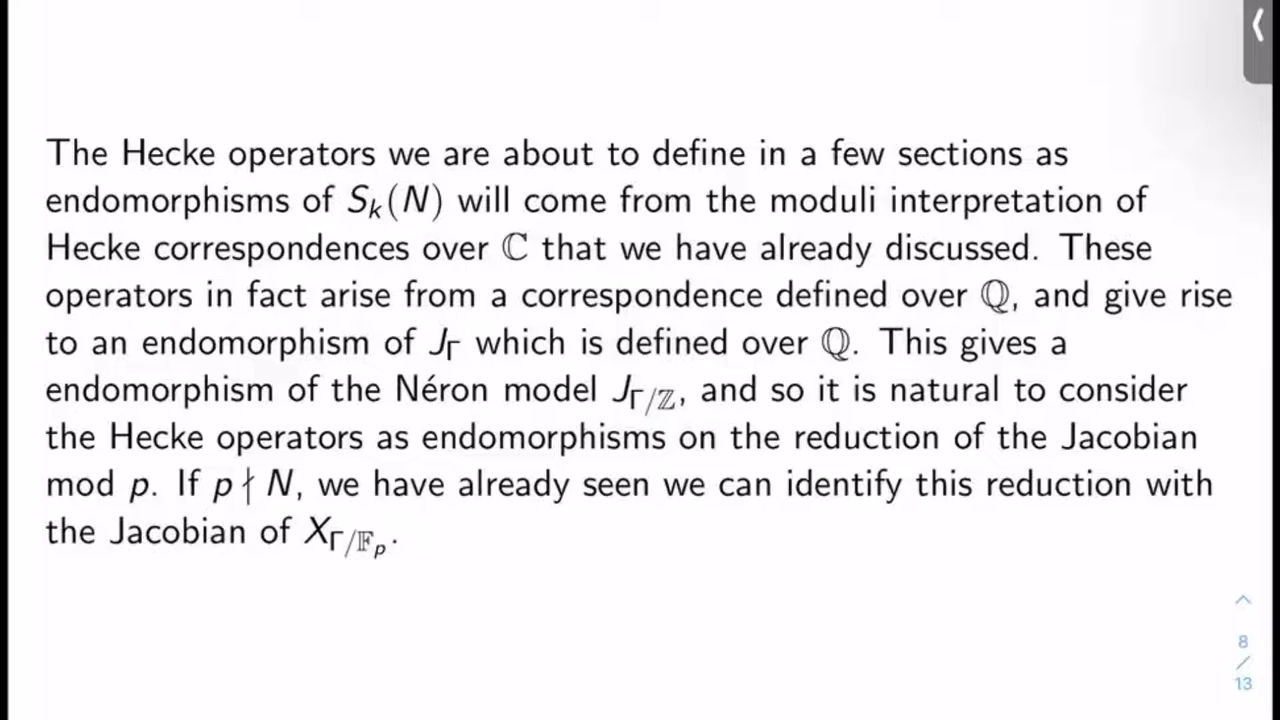 The Hecke operators we are about to define in a few sections as
endomorphisms of S_k(N) will come from the moduli interpretation of
Hecke correspondences over ℂ that we have already discussed. These
operators in fact arise from a correspondence defined over ℚ, and give rise
to an endomorphism of J_Γ which is defined over ℚ. This gives a
endomorphism of the Néron model J_{Γ/ℤ}, and so it is natural to consider
the Hecke operators as endomorphisms on the reduction of the Jacobian
mod p. If p ∤ N, we have already seen we can identify this reduction with
the Jacobian of X_{Γ/𝔽_p}.
8
/
13